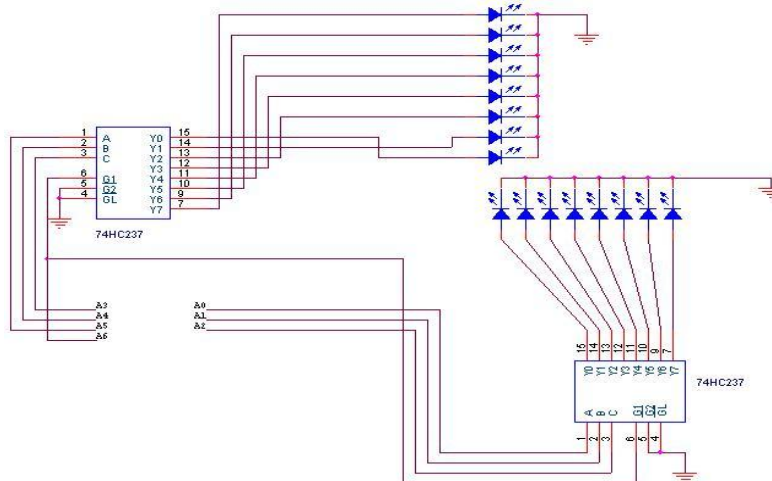 1 A Y0 15
2 B Y1 14
3 C Y2 13
Y3 12
6 G1 Y4 11
5 G2 Y5 10
4 GL Y6 9
Y7 7
74HC237
A3 A0
A4 A1
A5 A2
A6
15 14 13 12 11 10 9 7
Y0 Y1 Y2 Y3 Y4 Y5 Y6 Y7
74HC237
A B C G1 G2 GL
1 2 3 6 5 4